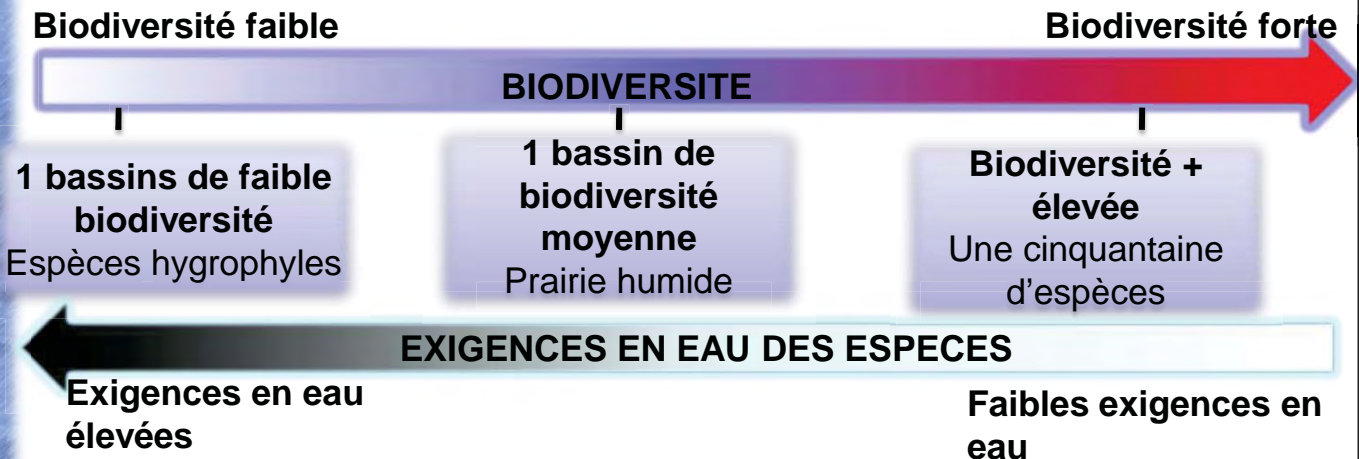 Biodiversité faible
Biodiversité forte
BIODIVERSITE
1 bassins de faible
biodiversité
Espèces hygrophyles
1 bassin de
biodiversité
moyenne
Prairie humide
Biodiversité +
élevée
Une cinquantaine
d'espèces
EXIGENCES EN EAU DES ESPECES
Exigences en eau
élevées
Faibles exigences en
eau